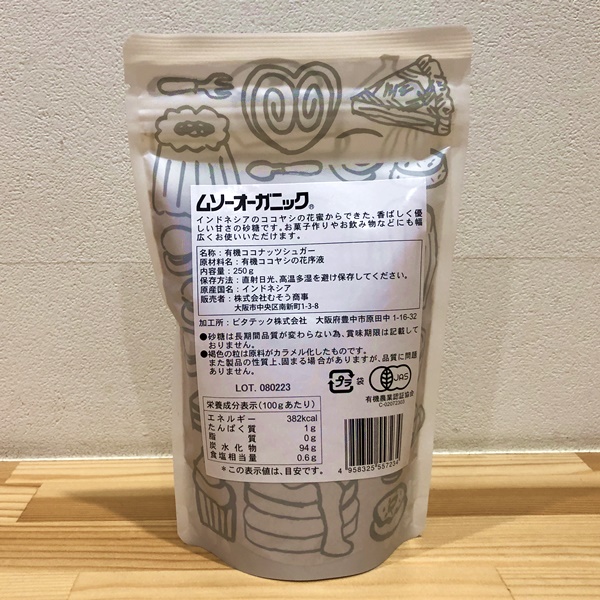 ムソーオーガニック®
インドネシアのココヤシの花蜜からできた、香ばしく優
しい甘さの砂糖です。お菓子作りやお飲み物などにも幅
広くお使いいただけます。
名称：有機ココナッツシュガー
原材料名：有機ココヤシの花序液
内容量：250g
保存方法：直射日光、高温多湿を避け保存してください。
原産国名：インドネシア
販売者：株式会社むそう商事
大阪市中央区南新町1-3-8
加工所：ビタテック株式会社 大阪府豊中市原田中1-16-32
●砂糖は長期間品質が変わらない為、賞味期限は記載して
おりません。
●褐色の粒は原料がカラメル化したものです。
また製品の性質上、固まる場合がありますが、品質に問題
ありません。
LOT. 080223
プラ 袋
JAS
有機農業認証協会
C-02072303
栄養成分表示(100gあたり)
エネルギー 382kcal
たんぱく質 1g
脂質 0g
炭水化物 94g
食塩相当量 0.6g
＊この表示値は、目安です。
4 958325 557234